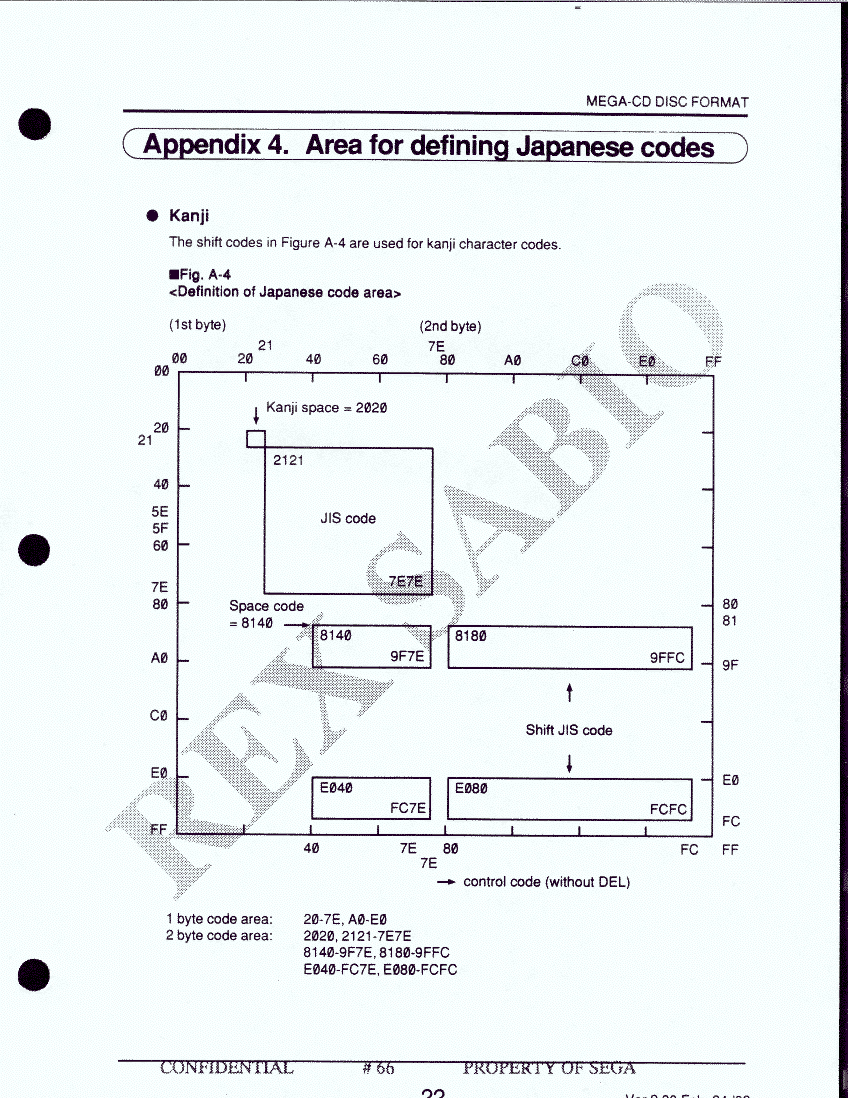 MEGA-CD DISC FORMAT
Appendix 4. Area for defining Japanese codes
● Kanji
The shift codes in Figure A-4 are used for kanji character codes.
■Fig. A-4
<Definition of Japanese code area>
(1st byte) (2nd byte)
21 7E
00 20 40 60 80 A0 C0 E0 FF
00
Kanji space = 2020
20
21
2121
40
5E
JIS code
5F
60
7E
7E7E
80 80
Space code
= 8140
81
8140 8180
A0 9F7E 9FFC 9F
C0
Shift JIS code
E0 E0
E040 E080
FC7E FCFC
FC
FF
40 7E 80 FC FF
7E
→ control code (without DEL)
1 byte code area: 20-7E, A0-E0
2 byte code area: 2020, 2121-7E7E
8140-9F7E, 8180-9FFC
E040-FC7E, E080-FCFC
REX SABIO
CONFIDENTIAL # 66 PROPERTY OF SEGA